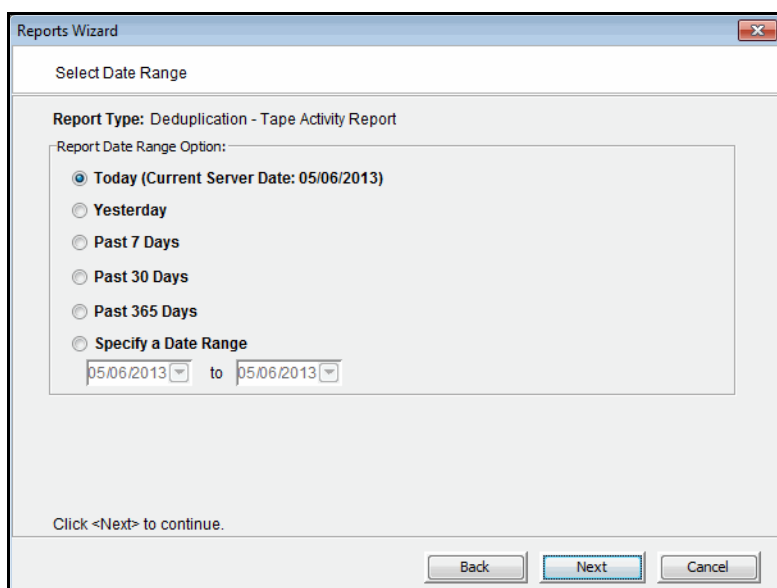 Reports Wizard
Select Date Range
Report Type: Deduplication - Tape Activity Report
Report Date Range Option:
Today (Current Server Date: 05/06/2013)
Yesterday
Past 7 Days
Past 30 Days
Past 365 Days
Specify a Date Range
05/06/2013 to 05/06/2013
Click <Next> to continue.
Back Next Cancel